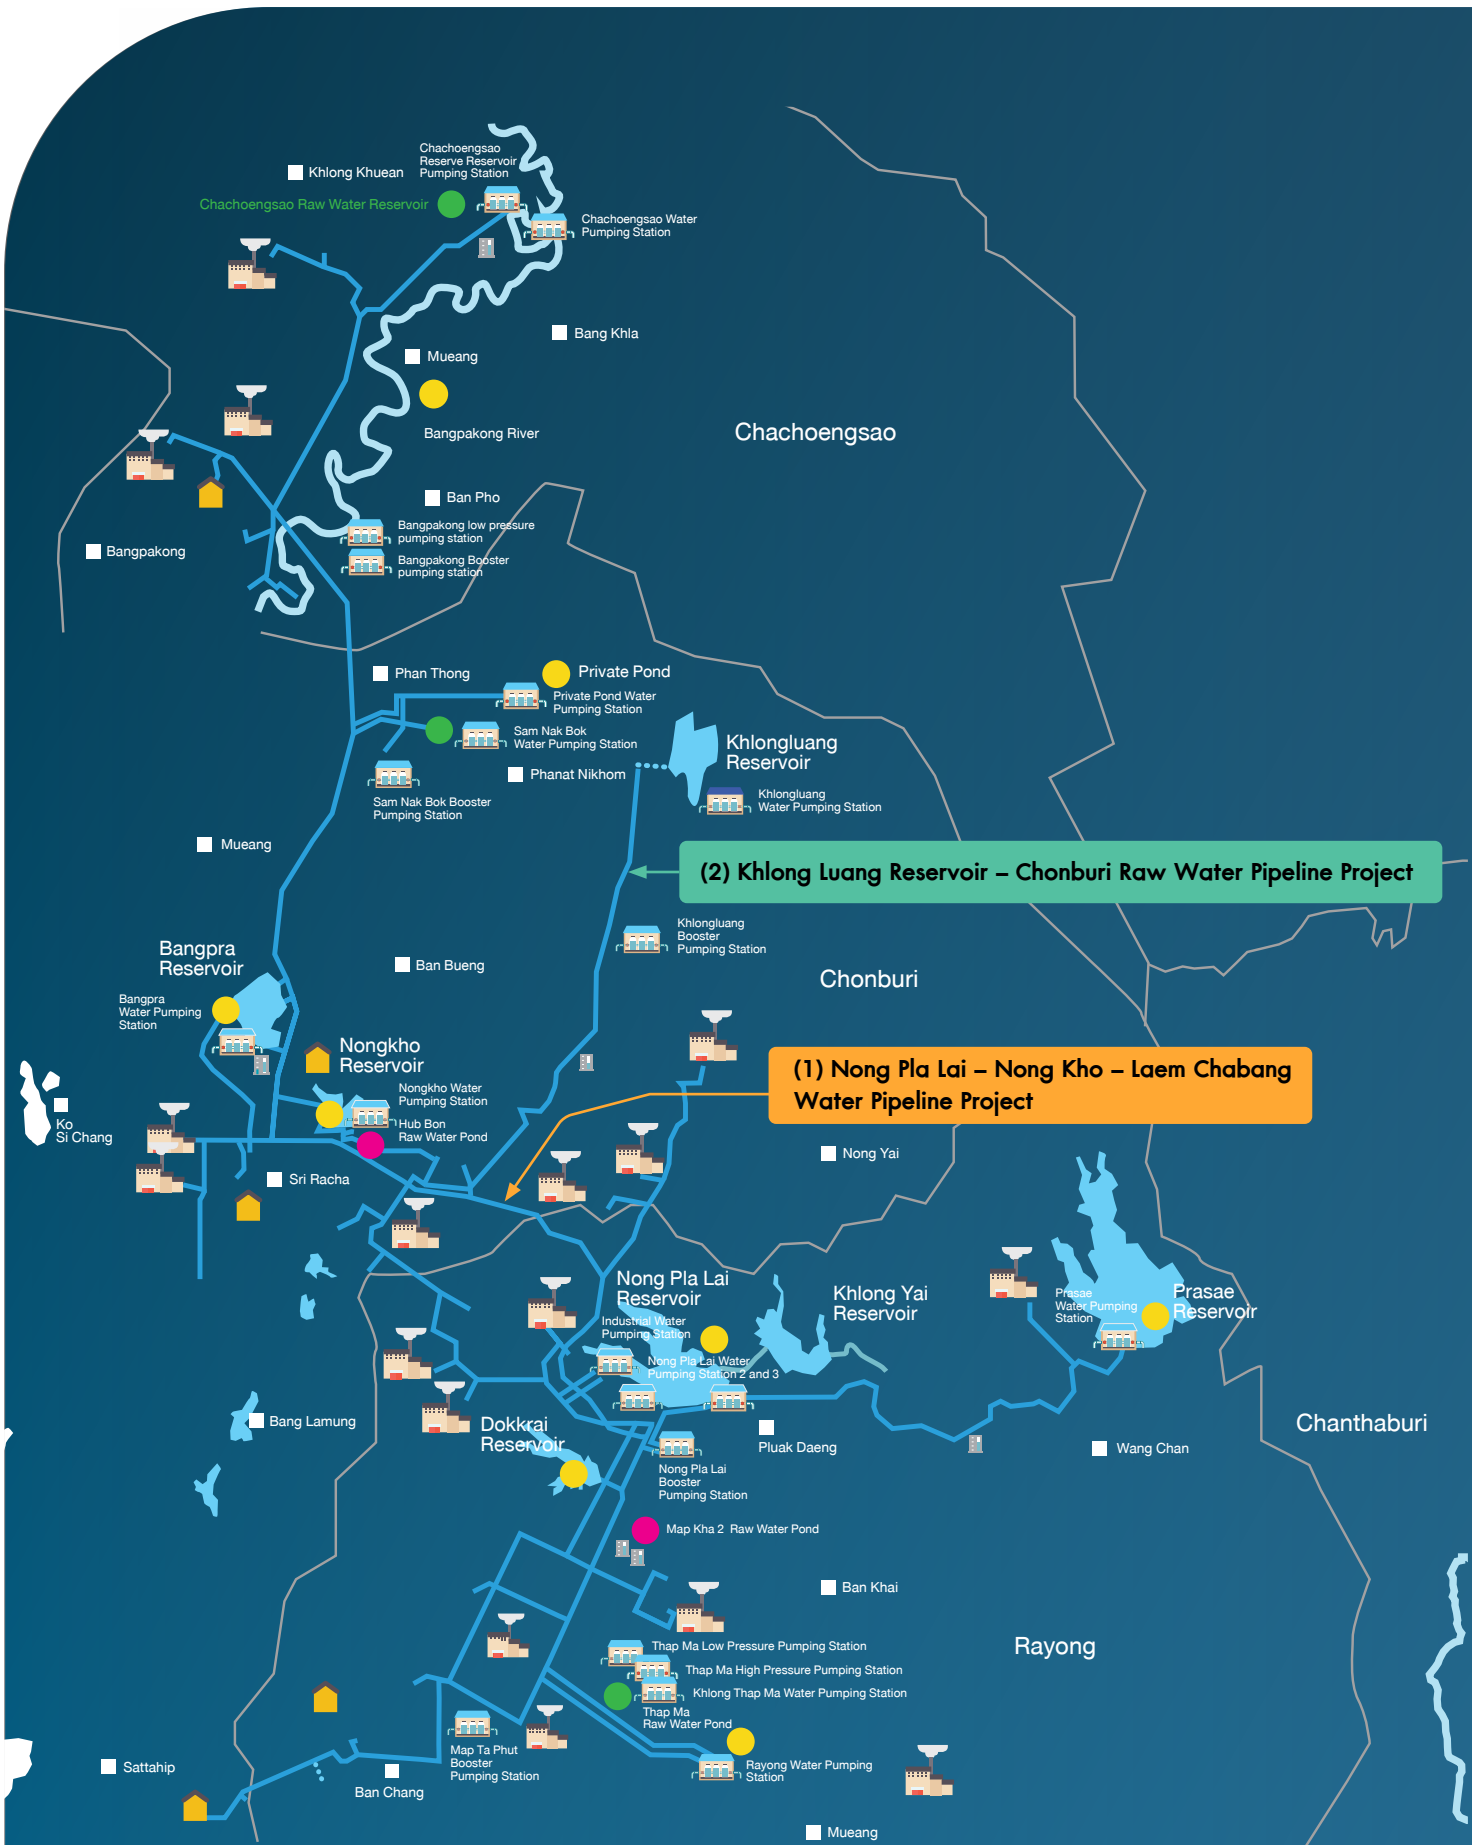 Chachoengsao
Reserve Reservoir
Pumping Station
Khlong Khuean
Chachoengsao Raw Water Reservoir
Chachoengsao Water
Pumping Station
Bang Khla
Mueang
Bangpakong River
Chachoengsao
Ban Pho
Bangpakong low pressure
pumping station
Bangpakong
Bangpakong Booster
pumping station
Phan Thong
Private Pond
Private Pond Water
Pumping Station
Sam Nak Bok
Water Pumping Station
Khlongluang
Reservoir
Phanat Nikhom
Khlongluang
Water Pumping Station
Sam Nak Bok Booster
Pumping Station
Mueang
(2) Khlong Luang Reservoir – Chonburi Raw Water Pipeline Project
Khlongluang
Booster
Pumping Station
Bangpra
Reservoir
Ban Bueng
Chonburi
Bangpra
Water Pumping
Station
Nongkho
Reservoir
(1) Nong Pla Lai – Nong Kho – Laem Chabang
Water Pipeline Project
Nongkho Water
Pumping Station
Ko
Si Chang
Hub Bon
Raw Water Pond
Nong Yai
Sri Racha
Nong Pla Lai
Reservoir
Khlong Yai
Reservoir
Prasae
Water Pumping
Station
Prasae
Reservoir
Industrial Water
Pumping Station
Nong Pla Lai Water
Pumping Station 2 and 3
Bang Lamung
Dokkrai
Reservoir
Pluak Daeng
Wang Chan
Chanthaburi
Nong Pla Lai
Booster
Pumping Station
Map Kha 2 Raw Water Pond
Ban Khai
Rayong
Thap Ma Low Pressure Pumping Station
Thap Ma High Pressure Pumping Station
Khlong Thap Ma Water Pumping Station
Thap Ma
Raw Water Pond
Map Ta Phut
Booster
Pumping Station
Rayong Water Pumping
Station
Sattahip
Ban Chang
Mueang